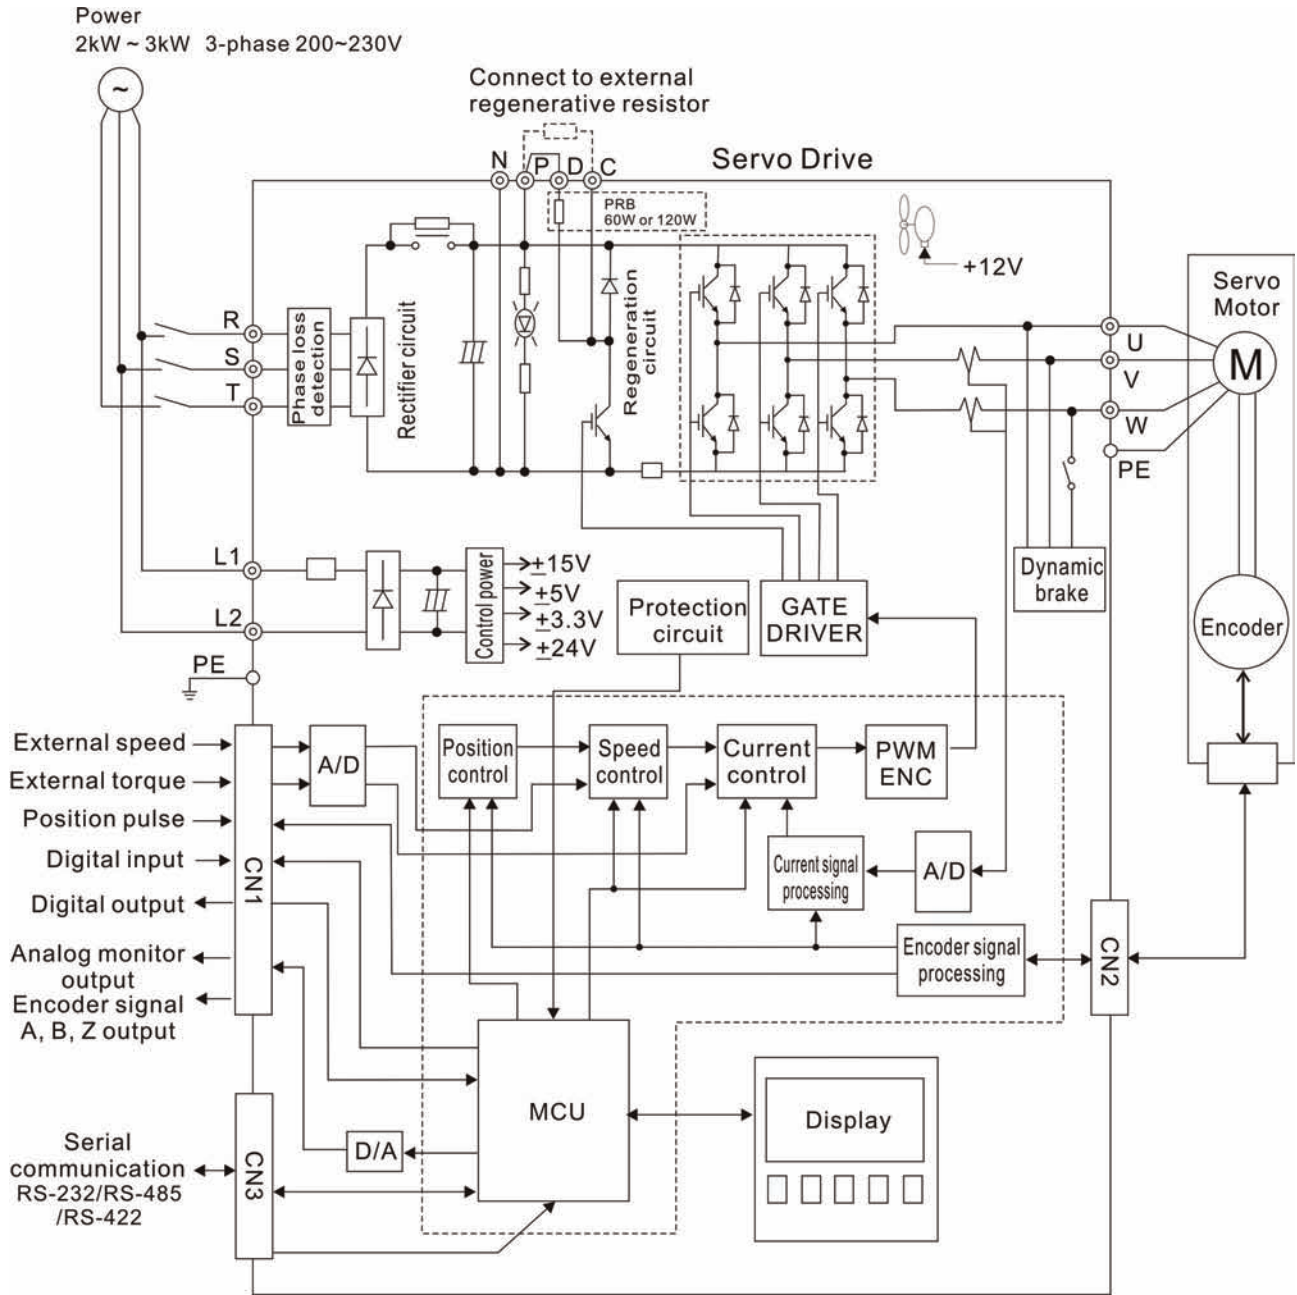 Power
2kW ~ 3kW 3-phase 200~230V
~
Connect to external
regenerative resistor
N
P
D
C
Servo Drive
PRB
60W or 120W
+12V
Servo
Motor
R
S
T
Phase loss
detection
Rectifier circuit
Regeneration
circuit
U
V
W
PE
M
L1
L2
PE
Control power
±15V
±5V
±3.3V
±24V
Protection
circuit
GATE
DRIVER
Dynamic
brake
Encoder
External speed
External torque
Position pulse
Digital input
Digital output
Analog monitor
output
Encoder signal
A, B, Z output
CN1
A/D
Position
control
Speed
control
Current
control
PWM
ENC
Current signal
processing
A/D
Encoder signal
processing
CN2
MCU
D/A
Display
Serial
communication
RS-232/RS-485
/RS-422
CN3